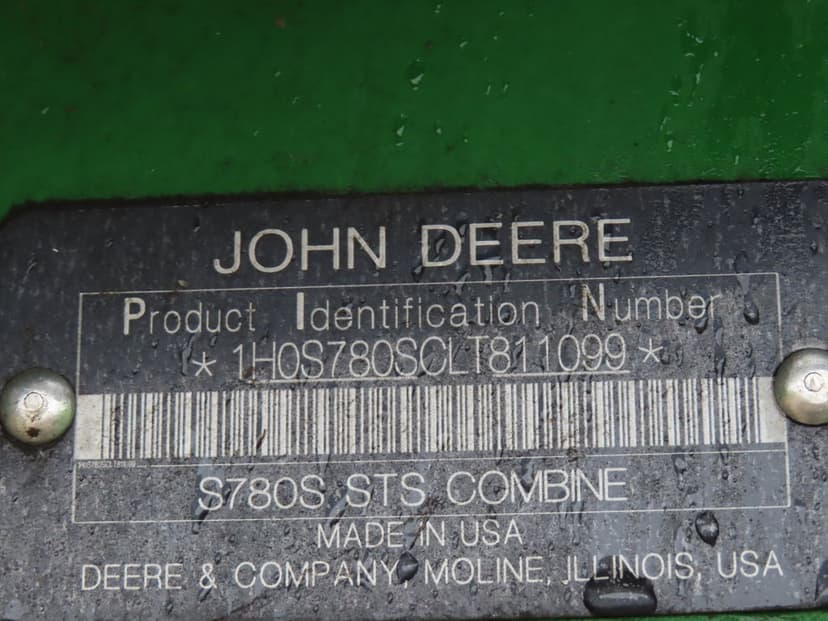 JOHN DEERE
Product Identification Number
*1H0S780SCLT811099*
S780S STS COMBINE
MADE IN USA
DEERE & COMPANY, MOLINE, ILLINOIS, USA